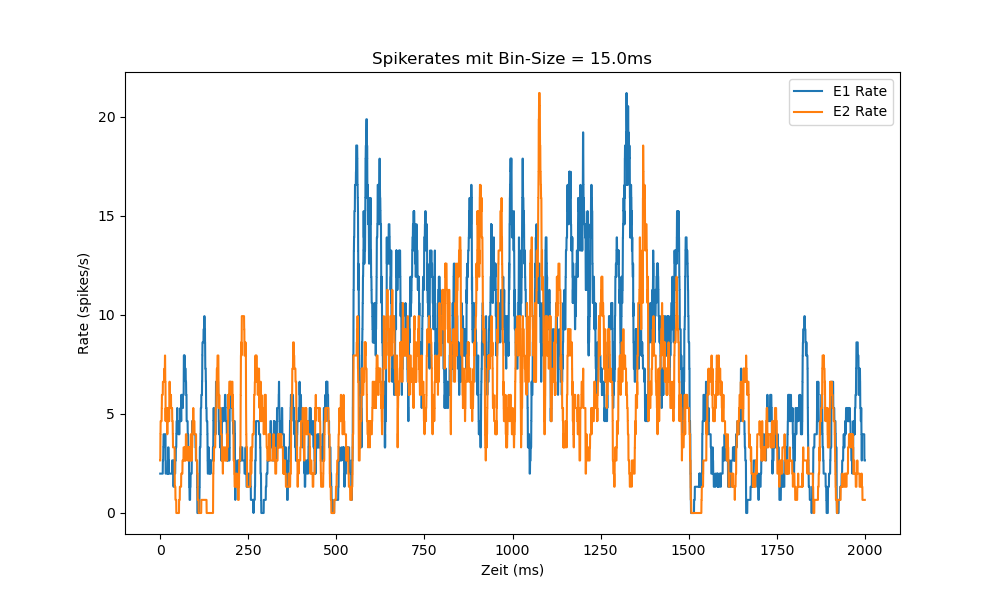 Spikerates mit Bin-Size = 15.0ms
E1 Rate
E2 Rate
Rate (spikes/s)
20
15
10
5
0
0 250 500 750 1000 1250 1500 1750 2000
Zeit (ms)